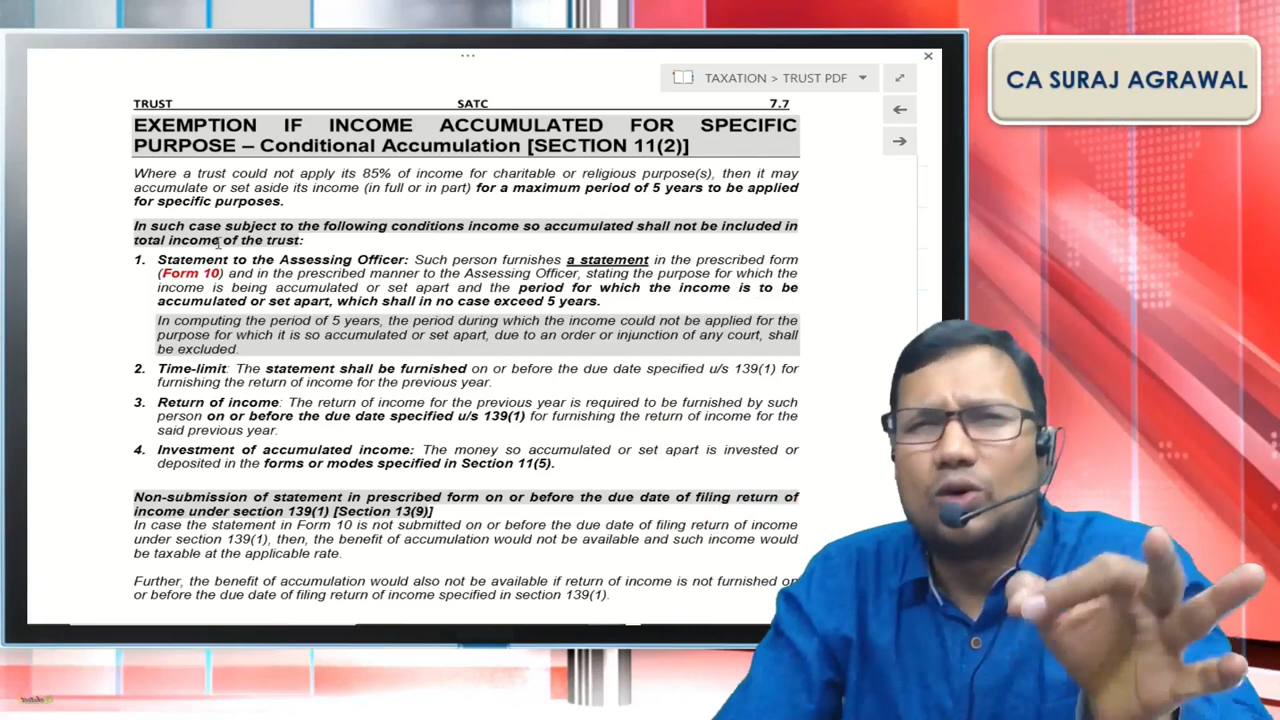 CA SURAJ AGRAWAL
TAXATION > TRUST PDF
TRUST SATC 7.7
EXEMPTION IF INCOME ACCUMULATED FOR SPECIFIC
PURPOSE – Conditional Accumulation [SECTION 11(2)]
Where a trust could not apply its 85% of income for charitable or religious purpose(s), then it may
accumulate or set aside its income (in full or in part) for a maximum period of 5 years to be applied
for specific purposes.
In such case subject to the following conditions income so accumulated shall not be included in
total income of the trust:
1. Statement to the Assessing Officer: Such person furnishes a statement in the prescribed form
(Form 10) and in the prescribed manner to the Assessing Officer, stating the purpose for which the
income is being accumulated or set apart and the period for which the income is to be
accumulated or set apart, which shall in no case exceed 5 years.
In computing the period of 5 years, the period during which the income could not be applied for the
purpose for which it is so accumulated or set apart, due to an order or injunction of any court, shall
be excluded.
2. Time-limit: The statement shall be furnished on or before the due date specified u/s 139(1) for
furnishing the return of income for the previous year.
3. Return of income: The return of income for the previous year is required to be furnished by such
person on or before the due date specified u/s 139(1) for furnishing the return of income for the
said previous year.
4. Investment of accumulated income: The money so accumulated or set apart is invested or
deposited in the forms or modes specified in Section 11(5).
Non-submission of statement in prescribed form on or before the due date of filing return of
income under section 139(1) [Section 13(9)]
In case the statement in Form 10 is not submitted on or before the due date of filing return of income
under section 139(1), then, the benefit of accumulation would not be available and such income would
be taxable at the applicable rate.
Further, the benefit of accumulation would also not be available if return of income is not furnished on
or before the due date of filing return of income specified in section 139(1).